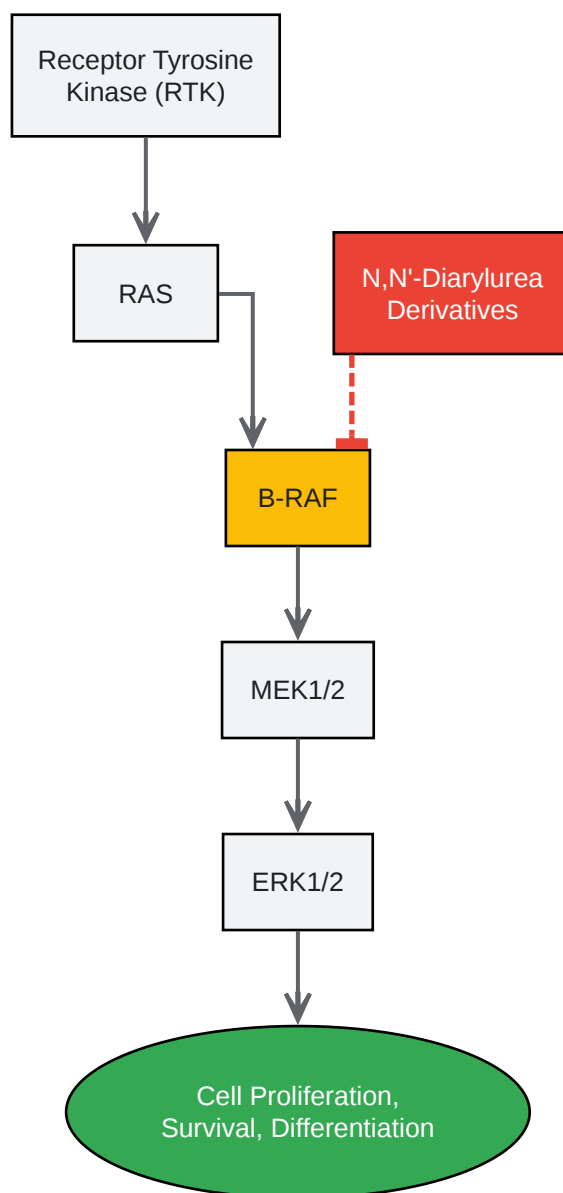 Receptor Tyrosine
Kinase (RTK)
RAS
N,N'-Diarylurea
Derivatives
B-RAF
MEK1/2
ERK1/2
Cell Proliferation,
Survival, Differentiation